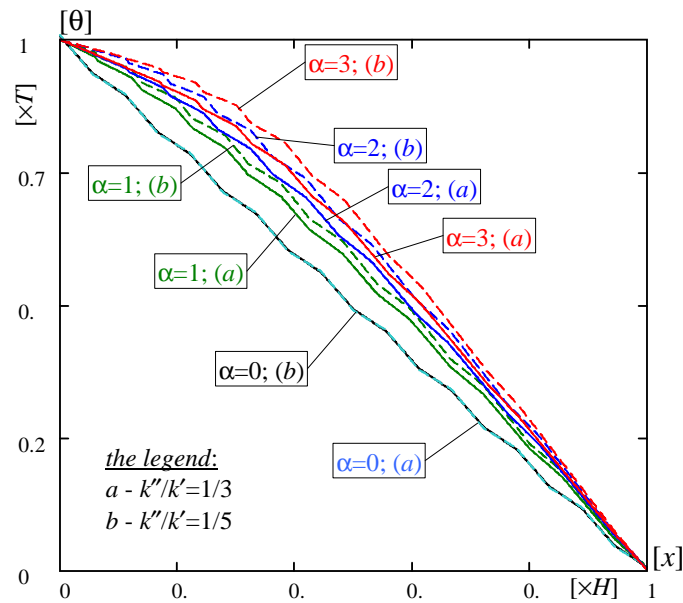 [θ]
1
[×T]
α=3; (b)
α=2; (b)
0.7
α=1; (b)
α=2; (a)
α=3; (a)
α=1; (a)
0.
α=0; (b)
0.2
the legend:
α=0; (a)
a - k″/k′=1/3
b - k″/k′=1/5
[x]
0
0 0. 0. 0. 0. [×H] 1